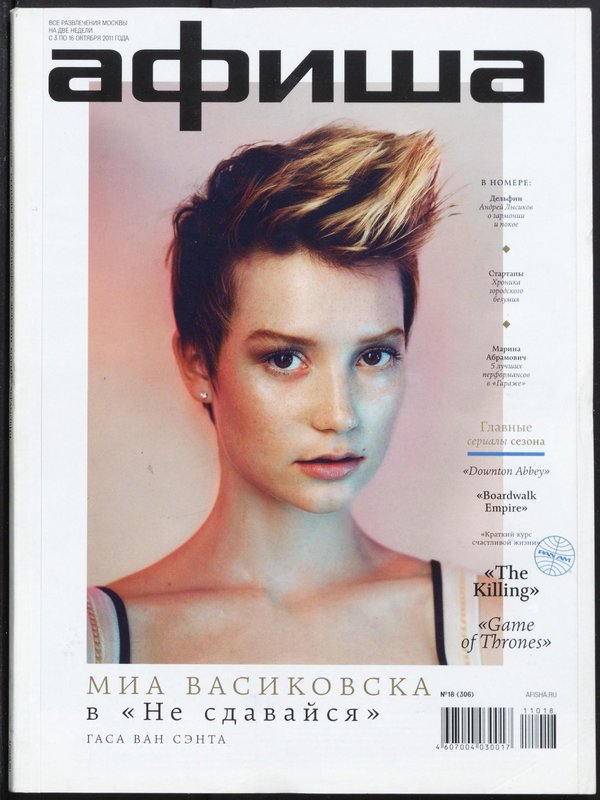 ВСЕ РАЗВЛЕЧЕНИЯ МОСКВЫ
НА ДВЕ НЕДЕЛИ
С 3 ПО 16 ОКТЯБРЯ 2011 ГОДА
афиша
В НОМЕРЕ:
Дельфин
Андрей Лысиков
о гармонии
и покое
Стартапы
Хроника
городского
безумия
Марина
Абрамович
5 лучших
перформансов
в «Гараже»
Главные
сериалы сезона
«Downton Abbey»
«Boardwalk
Empire»
«Краткий курс
счастливой жизни»
PAN AM
«The
Killing»
«Game
of Thrones»
МИА ВАСИКОВСКА
в «Не сдавайся»
ГАСА ВАН СЭНТА
№18 (306)
AFISHA.RU
11018
4 607004 030017